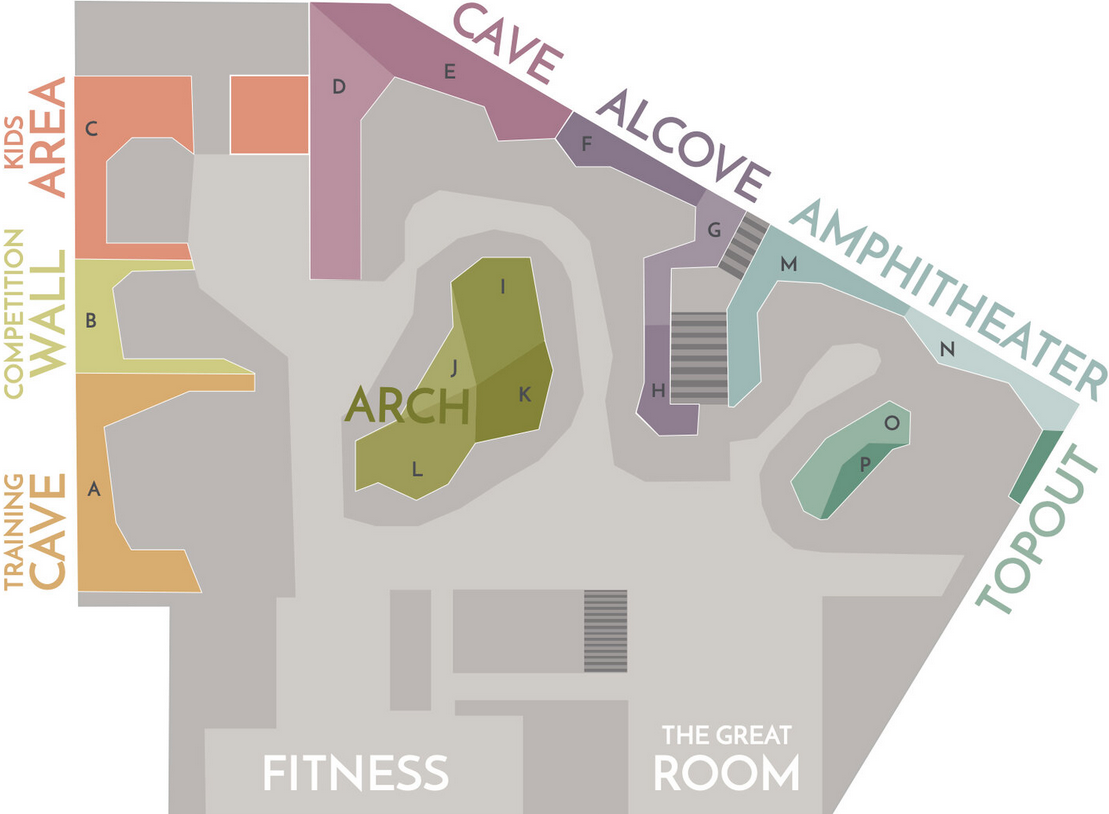 CAVE
ALCOVE
AMPHITHEATER
TOPOUT
KIDS
AREA
COMPETITION
WALL
TRAINING
CAVE
ARCH
FITNESS
THE GREAT
ROOM
A
B
C
D
E
F
G
H
I
J
K
L
M
N
O
P